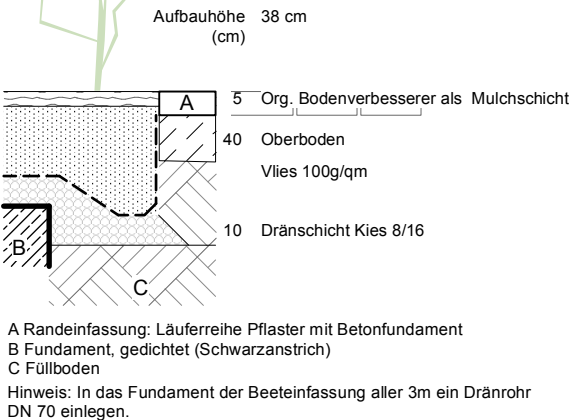 Aufbauhöhe 38 cm
(cm)
A
5 Org. Bodenverbesserer als Mulchschicht
40 Oberboden
Vlies 100g/qm
10 Dränschicht Kies 8/16
B
C
A Randeinfassung: Läuferreihe Pflaster mit Betonfundament
B Fundament, gedichtet (Schwarzanstrich)
C Füllboden
Hinweis: In das Fundament der Beeteinfassung aller 3m ein Dränrohr
DN 70 einlegen.